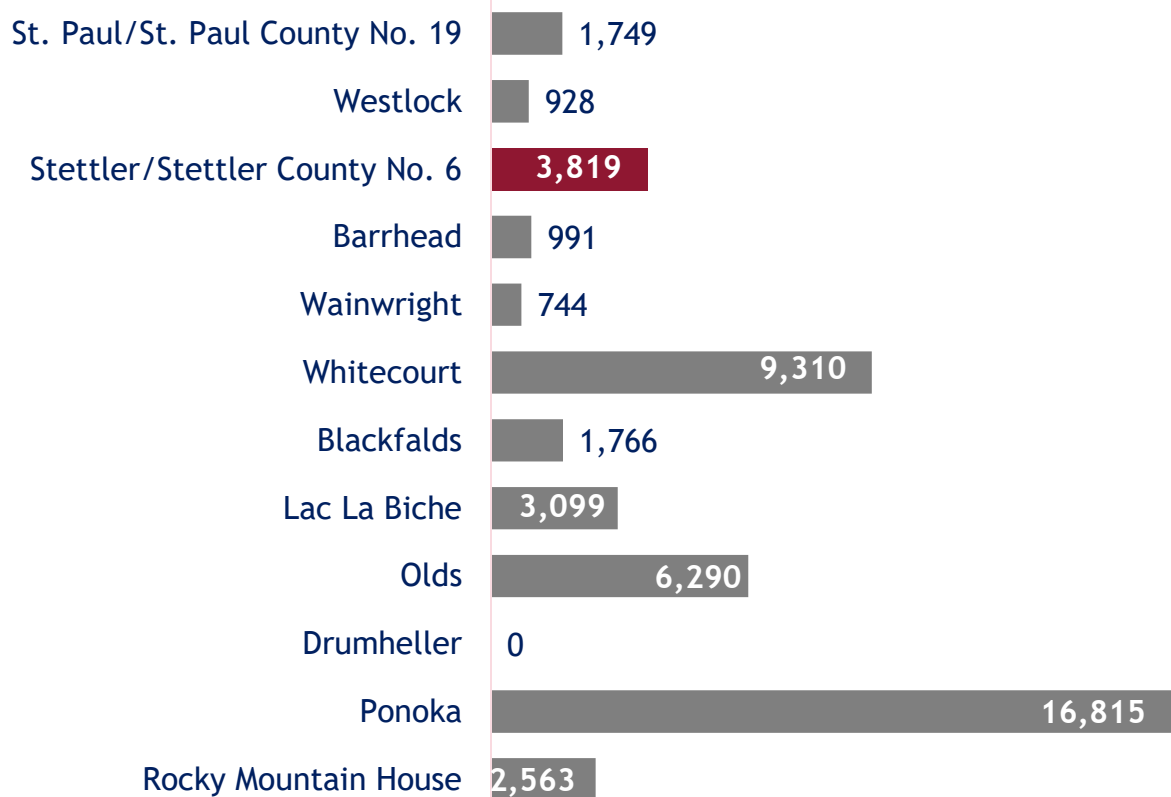 St. Paul/St. Paul County No. 19 1,749
Westlock 928
Stettler/Stettler County No. 6 3,819
Barrhead 991
Wainwright 744
Whitecourt 9,310
Blackfalds 1,766
Lac La Biche 3,099
Olds 6,290
Drumheller 0
Ponoka 16,815
Rocky Mountain House 2,563